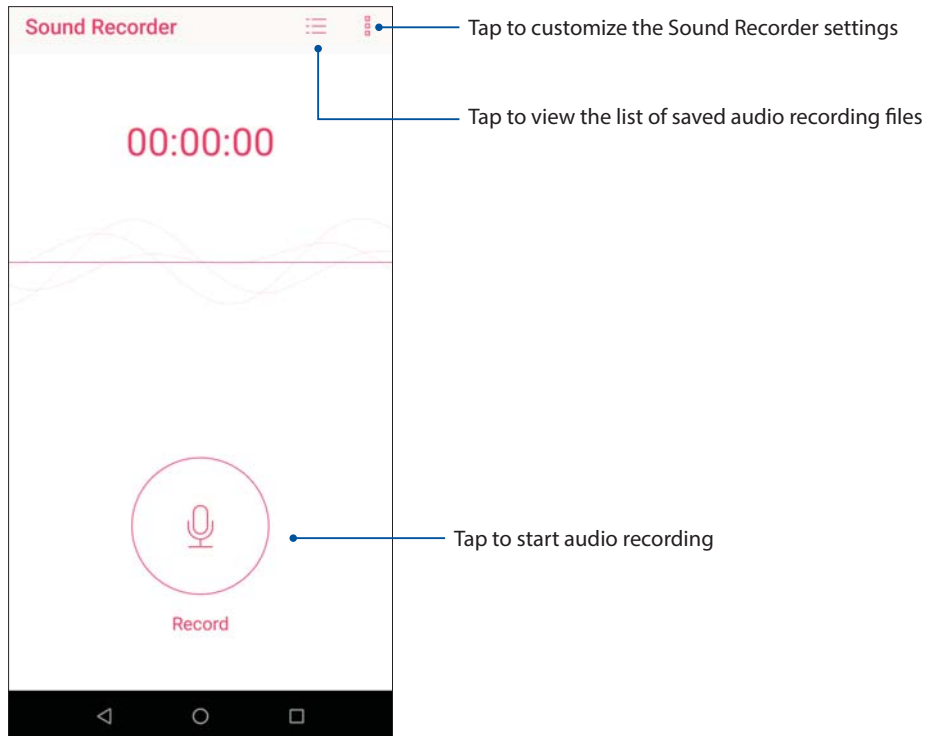 Sound Recorder
Tap to customize the Sound Recorder settings
Tap to view the list of saved audio recording files
00:00:00
Tap to start audio recording
Record